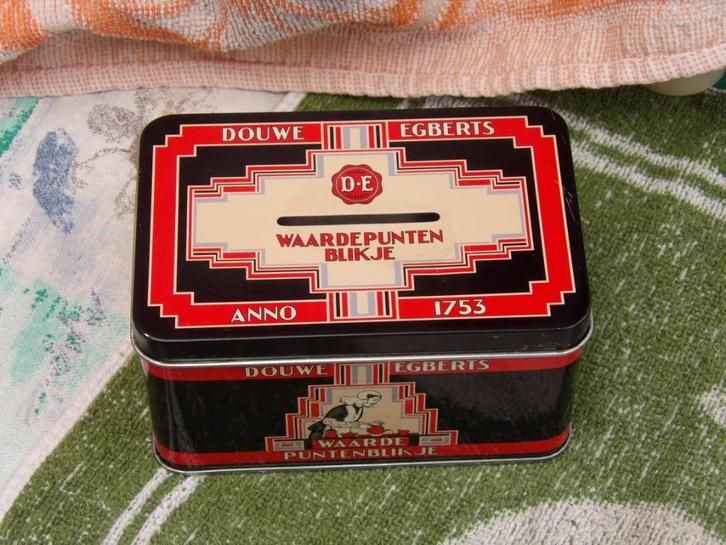 DOUWE EGBERTS
D·E
WAARDEPUNTEN
BLIKJE
ANNO 1753
DOUWE EGBERTS
WAARDE
PUNTENBLIKJE